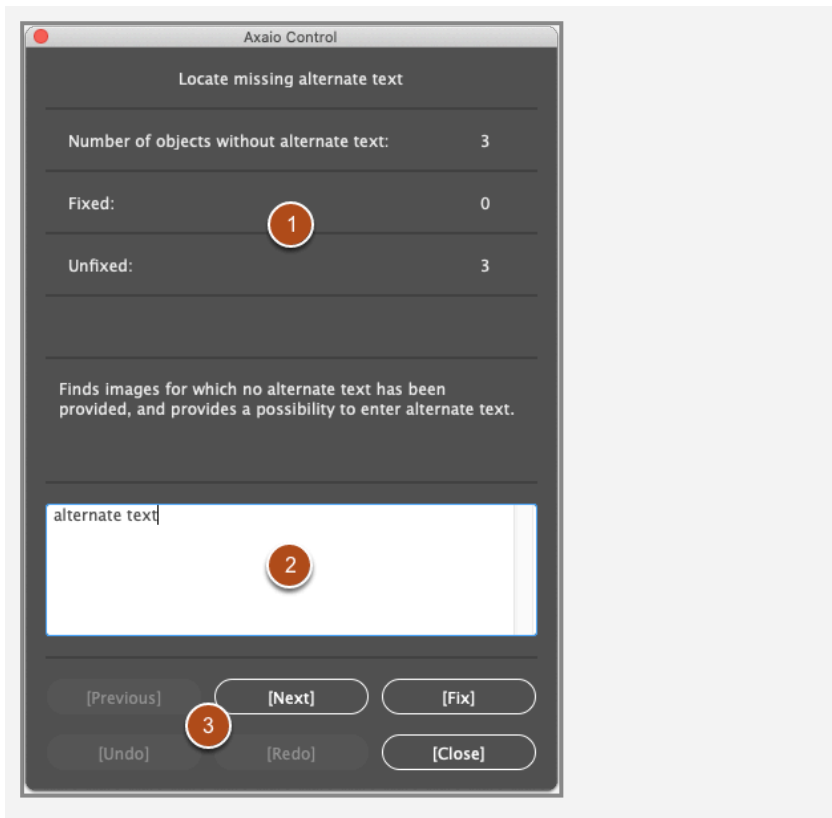 Axaio Control
Locate missing alternate text
Number of objects without alternate text: 3
Fixed: 0
1
Unfixed: 3
Finds images for which no alternate text has been
provided, and provides a possibility to enter alternate text.
alternate text
2
[Previous] [Next] [Fix]
3
[Undo] [Redo] [Close]